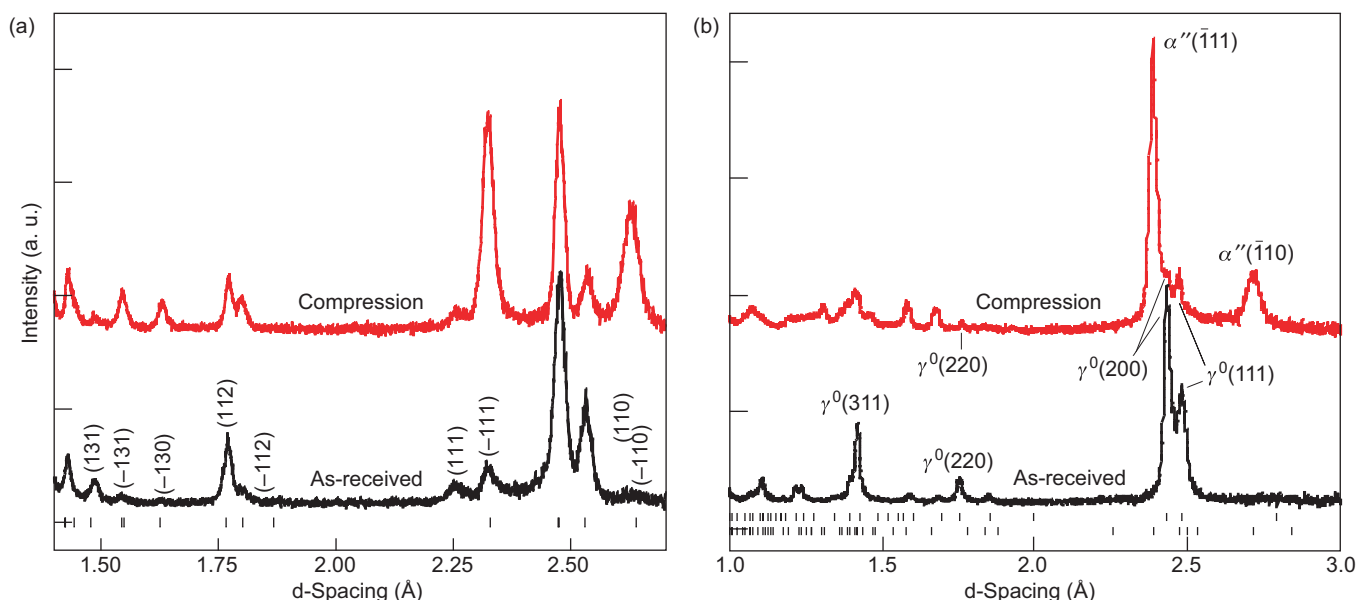 (a)
Intensity (a. u.)
Compression
As-received
(131)
(–131)
(–130)
(112)
(–112)
(111)
(–111)
(110)
(–110)
1.50
1.75
2.00
2.25
2.50
d-Spacing (Å)
(b)
α″(1̄11)
α″(1̄10)
Compression
γ⁰(220)
γ⁰(200)
γ⁰(111)
γ⁰(311)
γ⁰(220)
As-received
1.0
1.5
2.0
2.5
3.0
d-Spacing (Å)